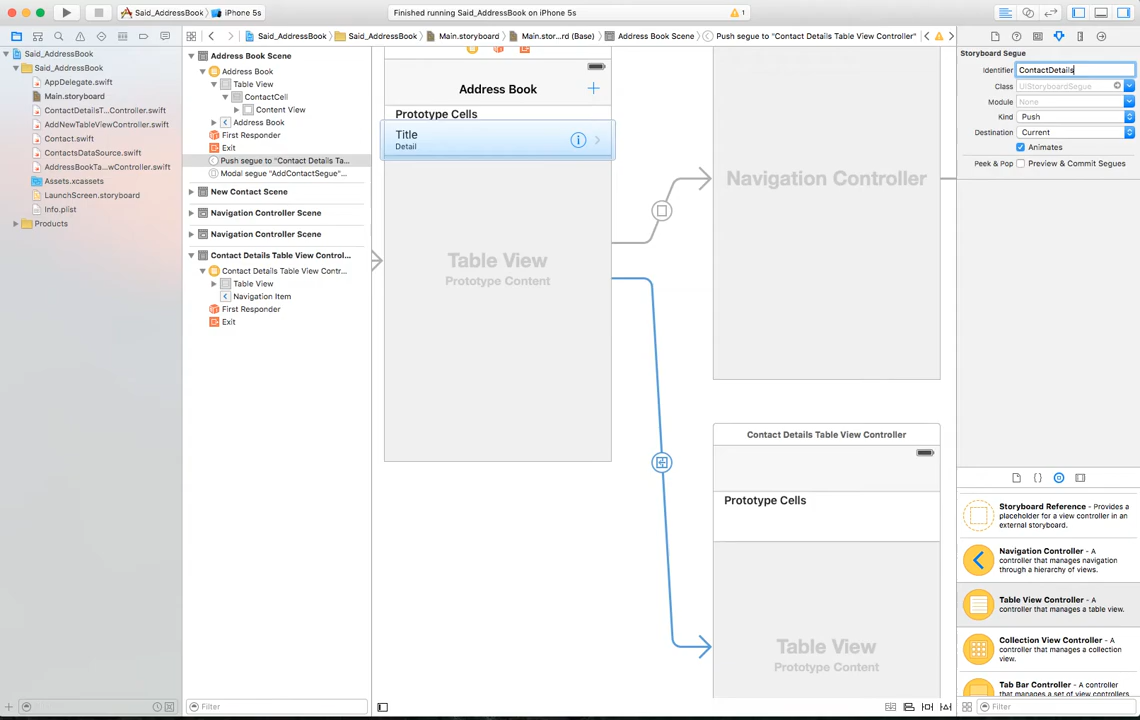 Said_AddressBook
iPhone 5s
Finished running Said_AddressBook on iPhone 5s
1
Said_AddressBook
Said_AddressBook
Main.storyboard
Main.stor...rd (Base)
Address Book Scene
Push segue to "Contact Details Table View Controller"
Said_AddressBook
Said_AddressBook
AppDelegate.swift
Main.storyboard
ContactDetailsT...Controller.swift
AddNewTableViewController.swift
Contact.swift
ContactsDataSource.swift
AddressBookTa...wController.swift
Assets.xcassets
LaunchScreen.storyboard
Info.plist
Products
Filter
Address Book Scene
Address Book
Table View
ContactCell
Content View
Address Book
First Responder
Exit
Push segue to "Contact Details Ta...
Modal segue "AddContactSegue"...
New Contact Scene
Navigation Controller Scene
Navigation Controller Scene
Contact Details Table View Control...
Contact Details Table View Contr...
Table View
Navigation Item
First Responder
Exit
Filter
Address Book
Prototype Cells
Title
Detail
Table View
Prototype Content
Navigation Controller
Contact Details Table View Controller
Prototype Cells
Table View
Prototype Content
Storyboard Segue
Identifier ContactDetails
Class UIStoryboardSegue
Module None
Kind Push
Destination Current
Animates
Peek & Pop Preview & Commit Segues
Storyboard Reference - Provides a
placeholder for a view controller in an
external storyboard.
Navigation Controller - A
controller that manages navigation
through a hierarchy of views.
Table View Controller - A
controller that manages a table view.
Collection View Controller - A
controller that manages a collection
view.
Tab Bar Controller - A controller
that manages a set of view controllers
Filter